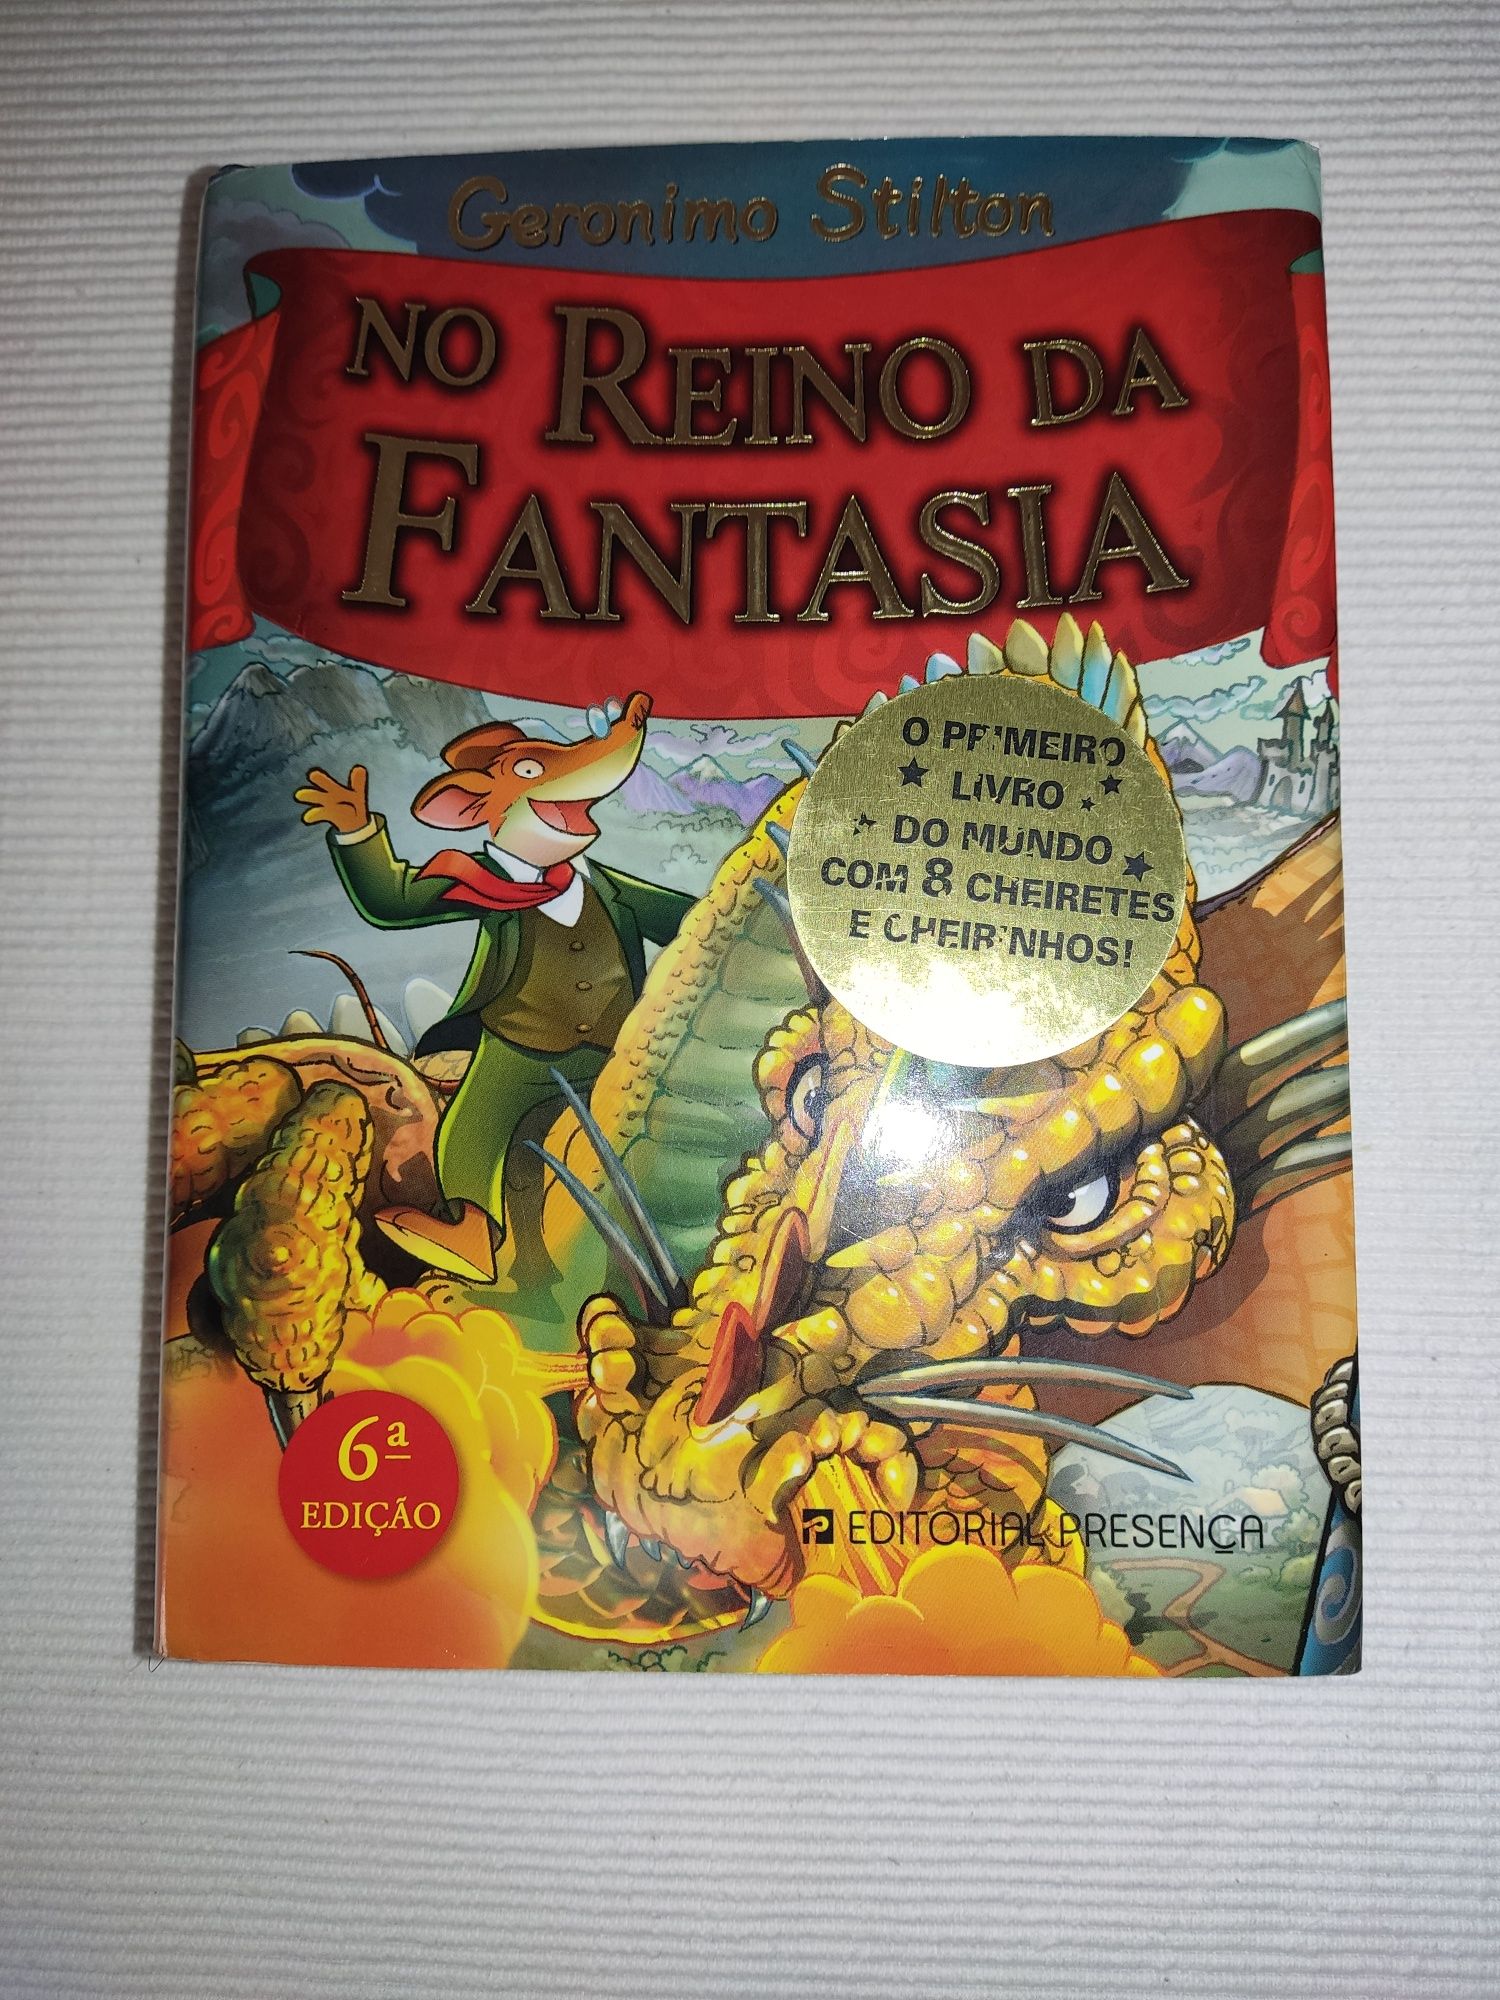 Geronimo Stilton
NO REINO DA
FANTASIA
O PRIMEIRO
LIVRO
DO MUNDO
COM 8 CHEIRETES
E CHEIRINHOS!
6ª
EDIÇÃO
EDITORIAL PRESENÇA